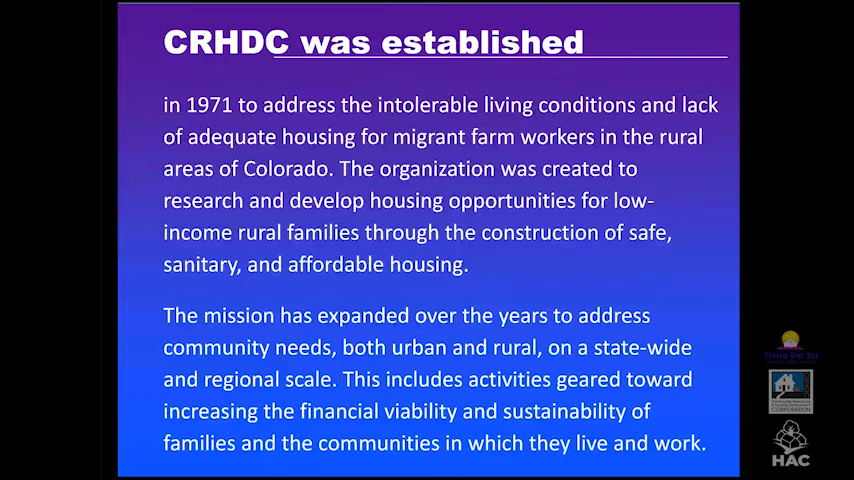 CRHDC was established
in 1971 to address the intolerable living conditions and lack
of adequate housing for migrant farm workers in the rural
areas of Colorado. The organization was created to
research and develop housing opportunities for low-
income rural families through the construction of safe,
sanitary, and affordable housing.
The mission has expanded over the years to address
community needs, both urban and rural, on a state-wide
and regional scale. This includes activities geared toward
increasing the financial viability and sustainability of
families and the communities in which they live and work.
Tierra Del Sol
CORPORATION
HAC